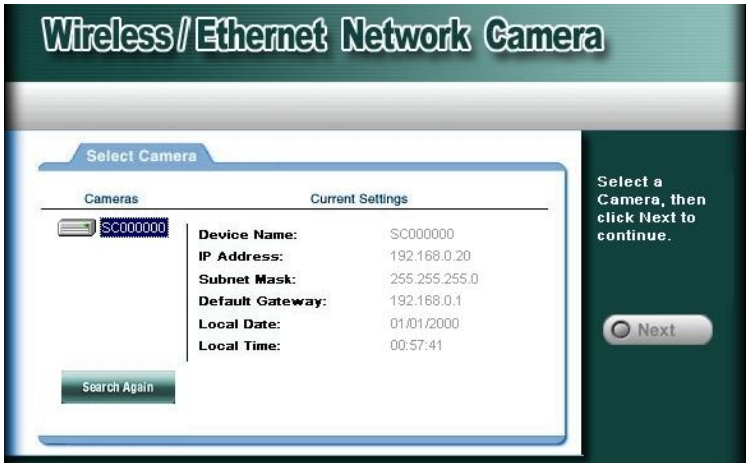 Wireless/Ethernet Network Camera
Select Camera
Cameras
Current Settings
SC000000
Device Name: SC000000
IP Address: 192.168.0.20
Subnet Mask: 255.255.255.0
Default Gateway: 192.168.0.1
Local Date: 01/01/2000
Local Time: 00:57:41
Search Again
Select a
Camera, then
click Next to
continue.
Next